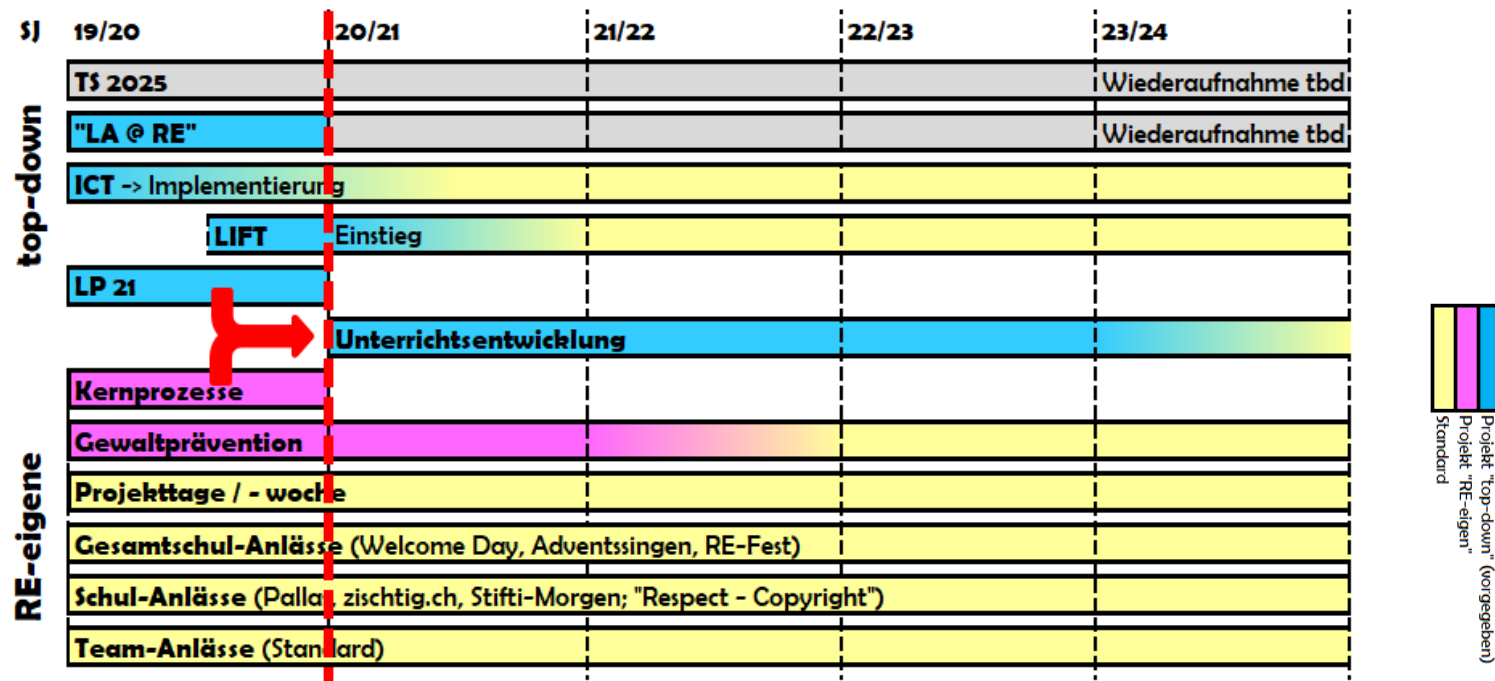 SJ 19/20 20/21 21/22 22/23 23/24
top-down
TS 2025 Wiederaufnahme tbd
"LA @ RE" Wiederaufnahme tbd
ICT -> Implementierung
LIFT Einstieg
LP 21
Unterrichtsentwicklung
Kernprozesse
RE-eigene
Gewaltprävention
Projekttage / - woche
Gesamtschul-Anlässe (Welcome Day, Adventssingen, RE-Fest)
Schul-Anlässe (Pallas, zischtig.ch, Stifti-Morgen; "Respect - Copyright")
Team-Anlässe (Standard)
Projekt "top-down" (vorgegeben)
Projekt "RE-eigen"
Standard